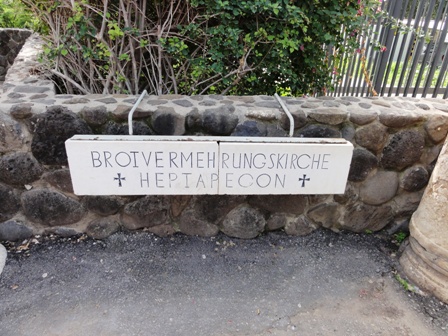 BROTVERMEHRUNGSKIRCHE
✝ HEPTAPEGON ✝